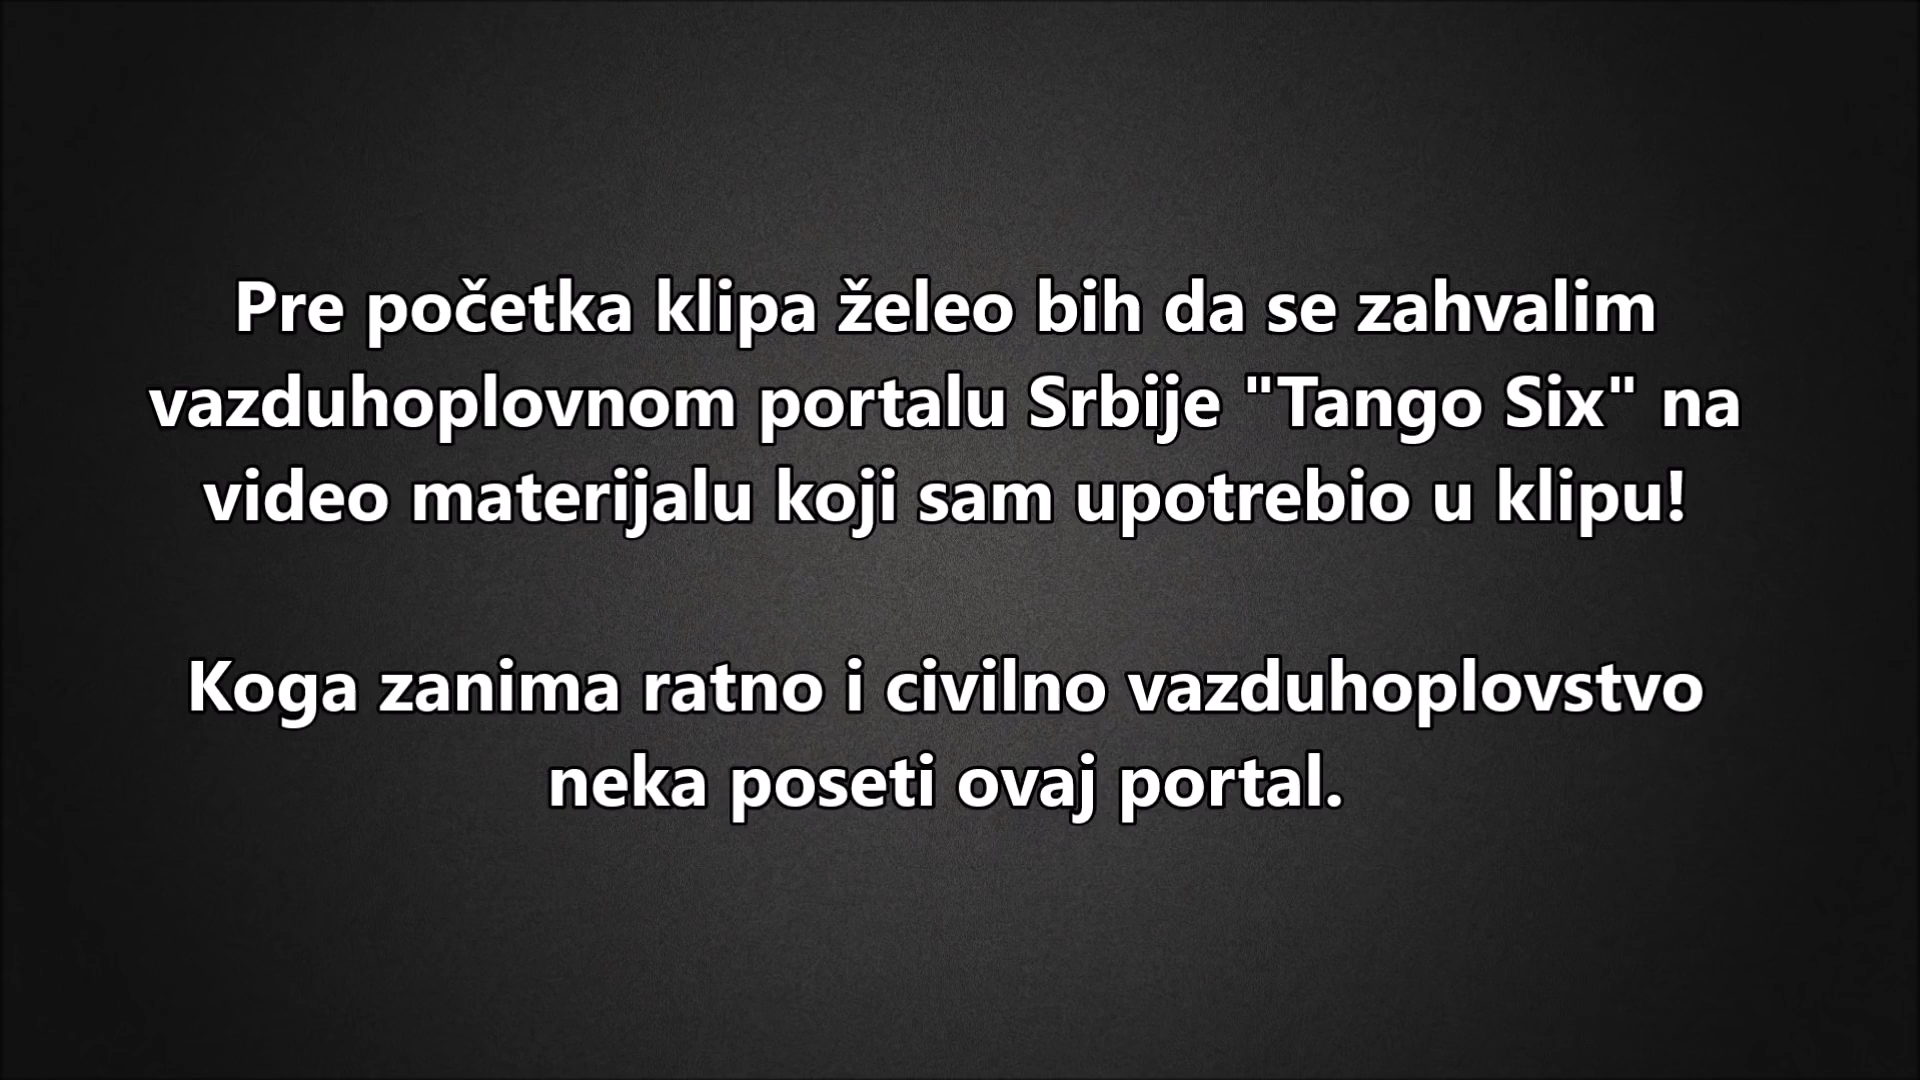 Pre početka klipa želeo bih da se zahvalim
vazduhoplovnom portalu Srbije "Tango Six" na
video materijalu koji sam upotrebio u klipu!
Koga zanima ratno i civilno vazduhoplovstvo
neka poseti ovaj portal.